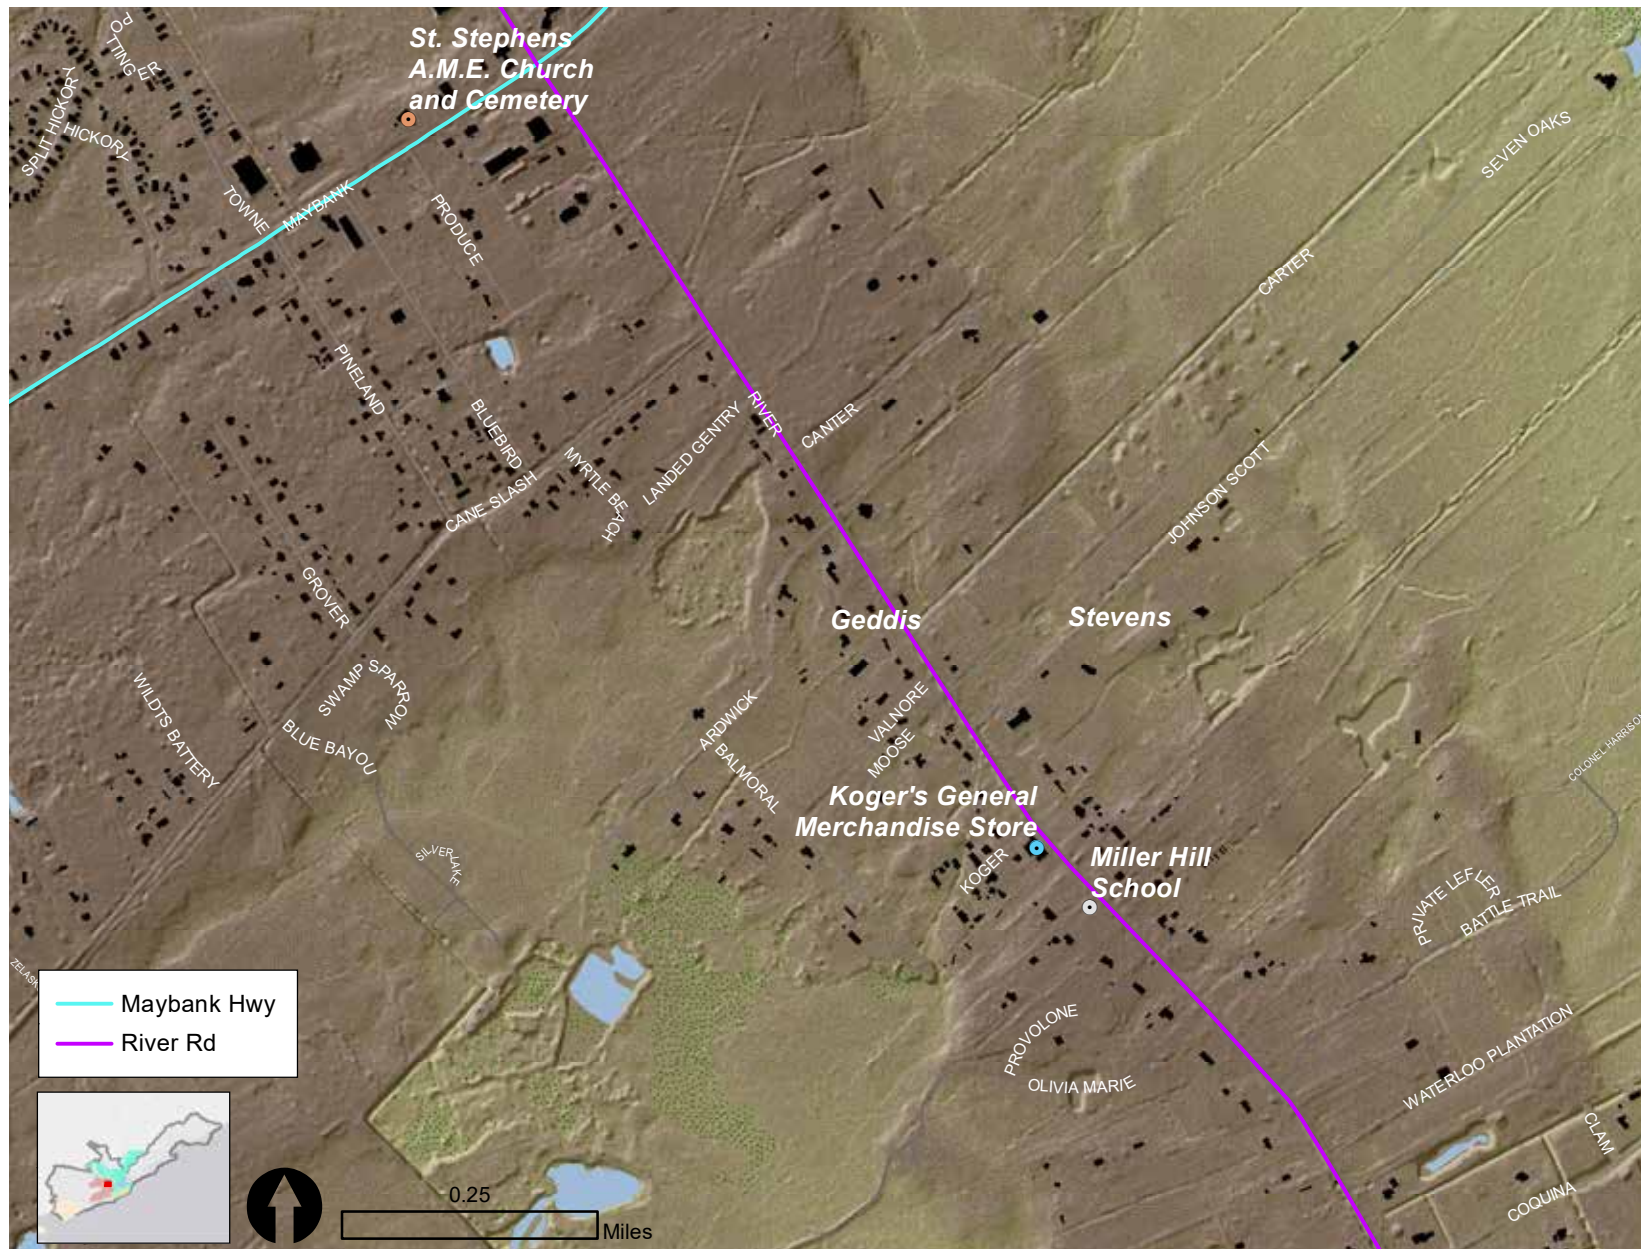 POTTINGER
St. Stephens
A.M.E. Church
and Cemetery
SPLIT HICKORY
HICKORY
TOWNE
MAYBANK
PRODUCE
SEVEN OAKS
CARTER
PINELAND
BLUEBIRD
RIVER
CANTER
LANDED GENTRY
MYRTLE BEACH
CANE SLASH
JOHNSON SCOTT
GROVER
Geddis
Stevens
SWAMP SPARROW
WILDTS BATTERY
BLUE BAYOU
ARDWICK
VALNORE
MOOSE
BALMORAL
COLONEL HARRISON
Koger's General
Merchandise Store
SILVER LAKE
KOGER
Miller Hill
School
PRIVATE LEFLER
BATTLE TRAIL
PROVOLONE
OLIVIA MARIE
WATERLOO PLANTATION
CLAM
COQUINA
Maybank Hwy
River Rd
0.25
Miles